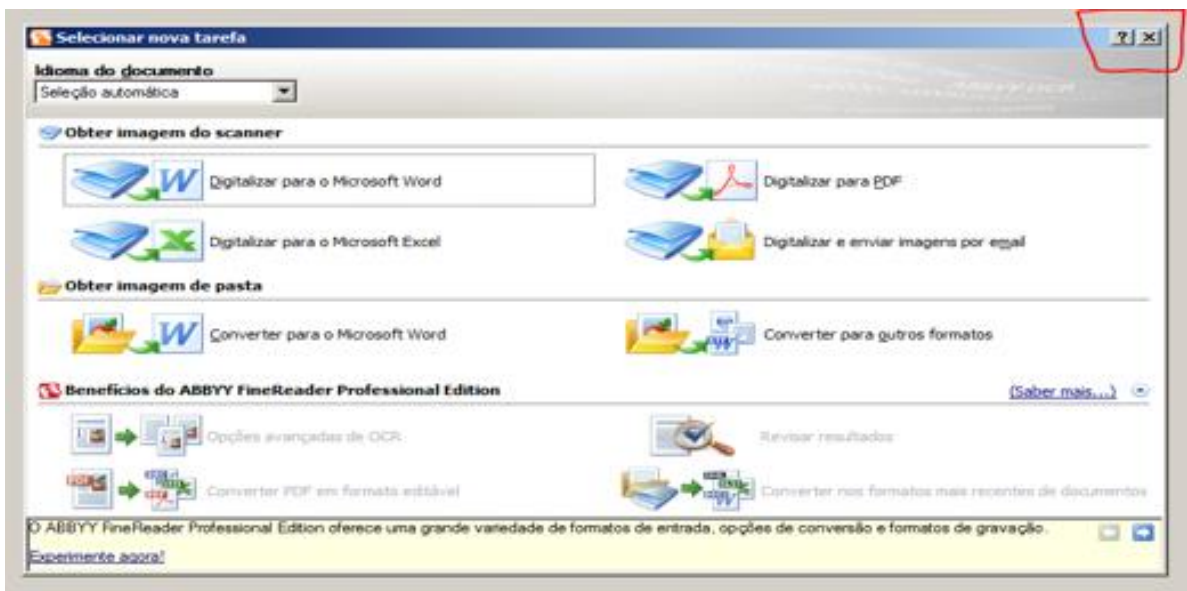 Selecionar nova tarefa
Idioma do documento
Seleção automática
Obter imagem do scanner
Digitalizar para o Microsoft Word
Digitalizar para PDF
Digitalizar para o Microsoft Excel
Digitalizar e enviar imagens por email
Obter imagem de pasta
Converter para o Microsoft Word
Converter para outros formatos
Benefícios do ABBYY FineReader Professional Edition
(Saber mais...)
Opções avançadas de OCR
Revisar resultados
Converter PDF em formato editável
Converter nos formatos mais recentes de documentos
O ABBYY FineReader Professional Edition oferece uma grande variedade de formatos de entrada, opções de conversão e formatos de gravação.
Experimente agora!